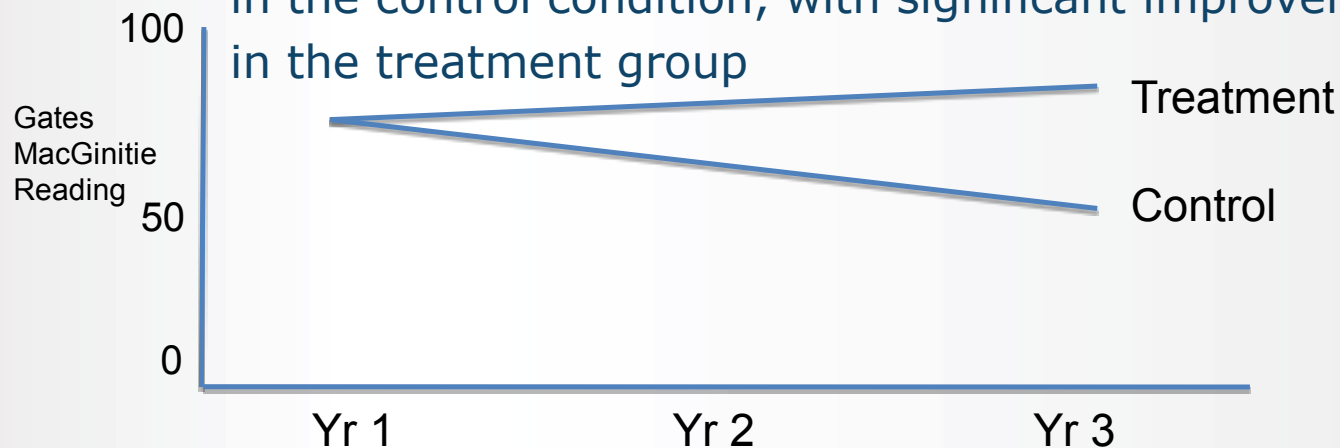 in the control condition, with significant
in the treatment group
100
Gates
MacGinitie
Reading
50
0
Treatment
Control
Yr 1
Yr 2
Yr 3